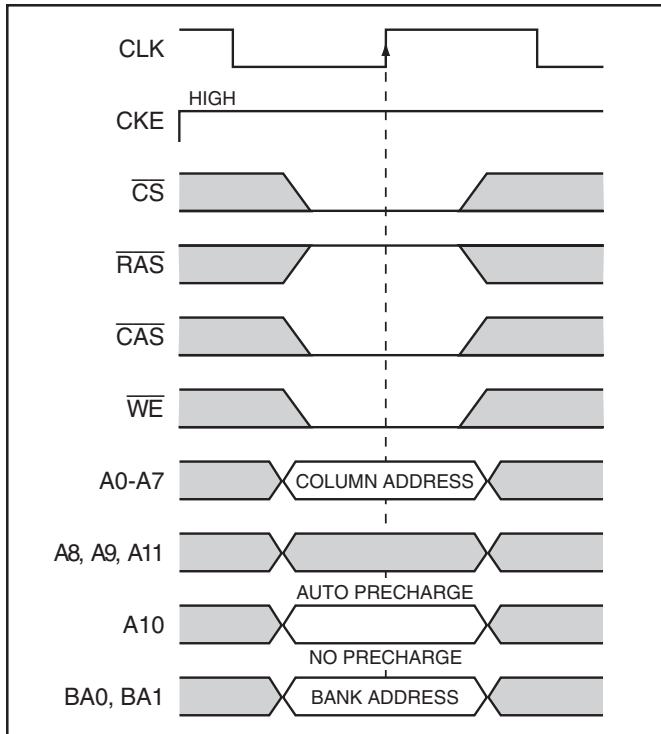 CLK
HIGH
CKE
CS
RAS
CAS
WE
A0-A7 COLUMN ADDRESS
A8, A9, A11
AUTO PRECHARGE
A10
NO PRECHARGE
BA0, BA1 BANK ADDRESS